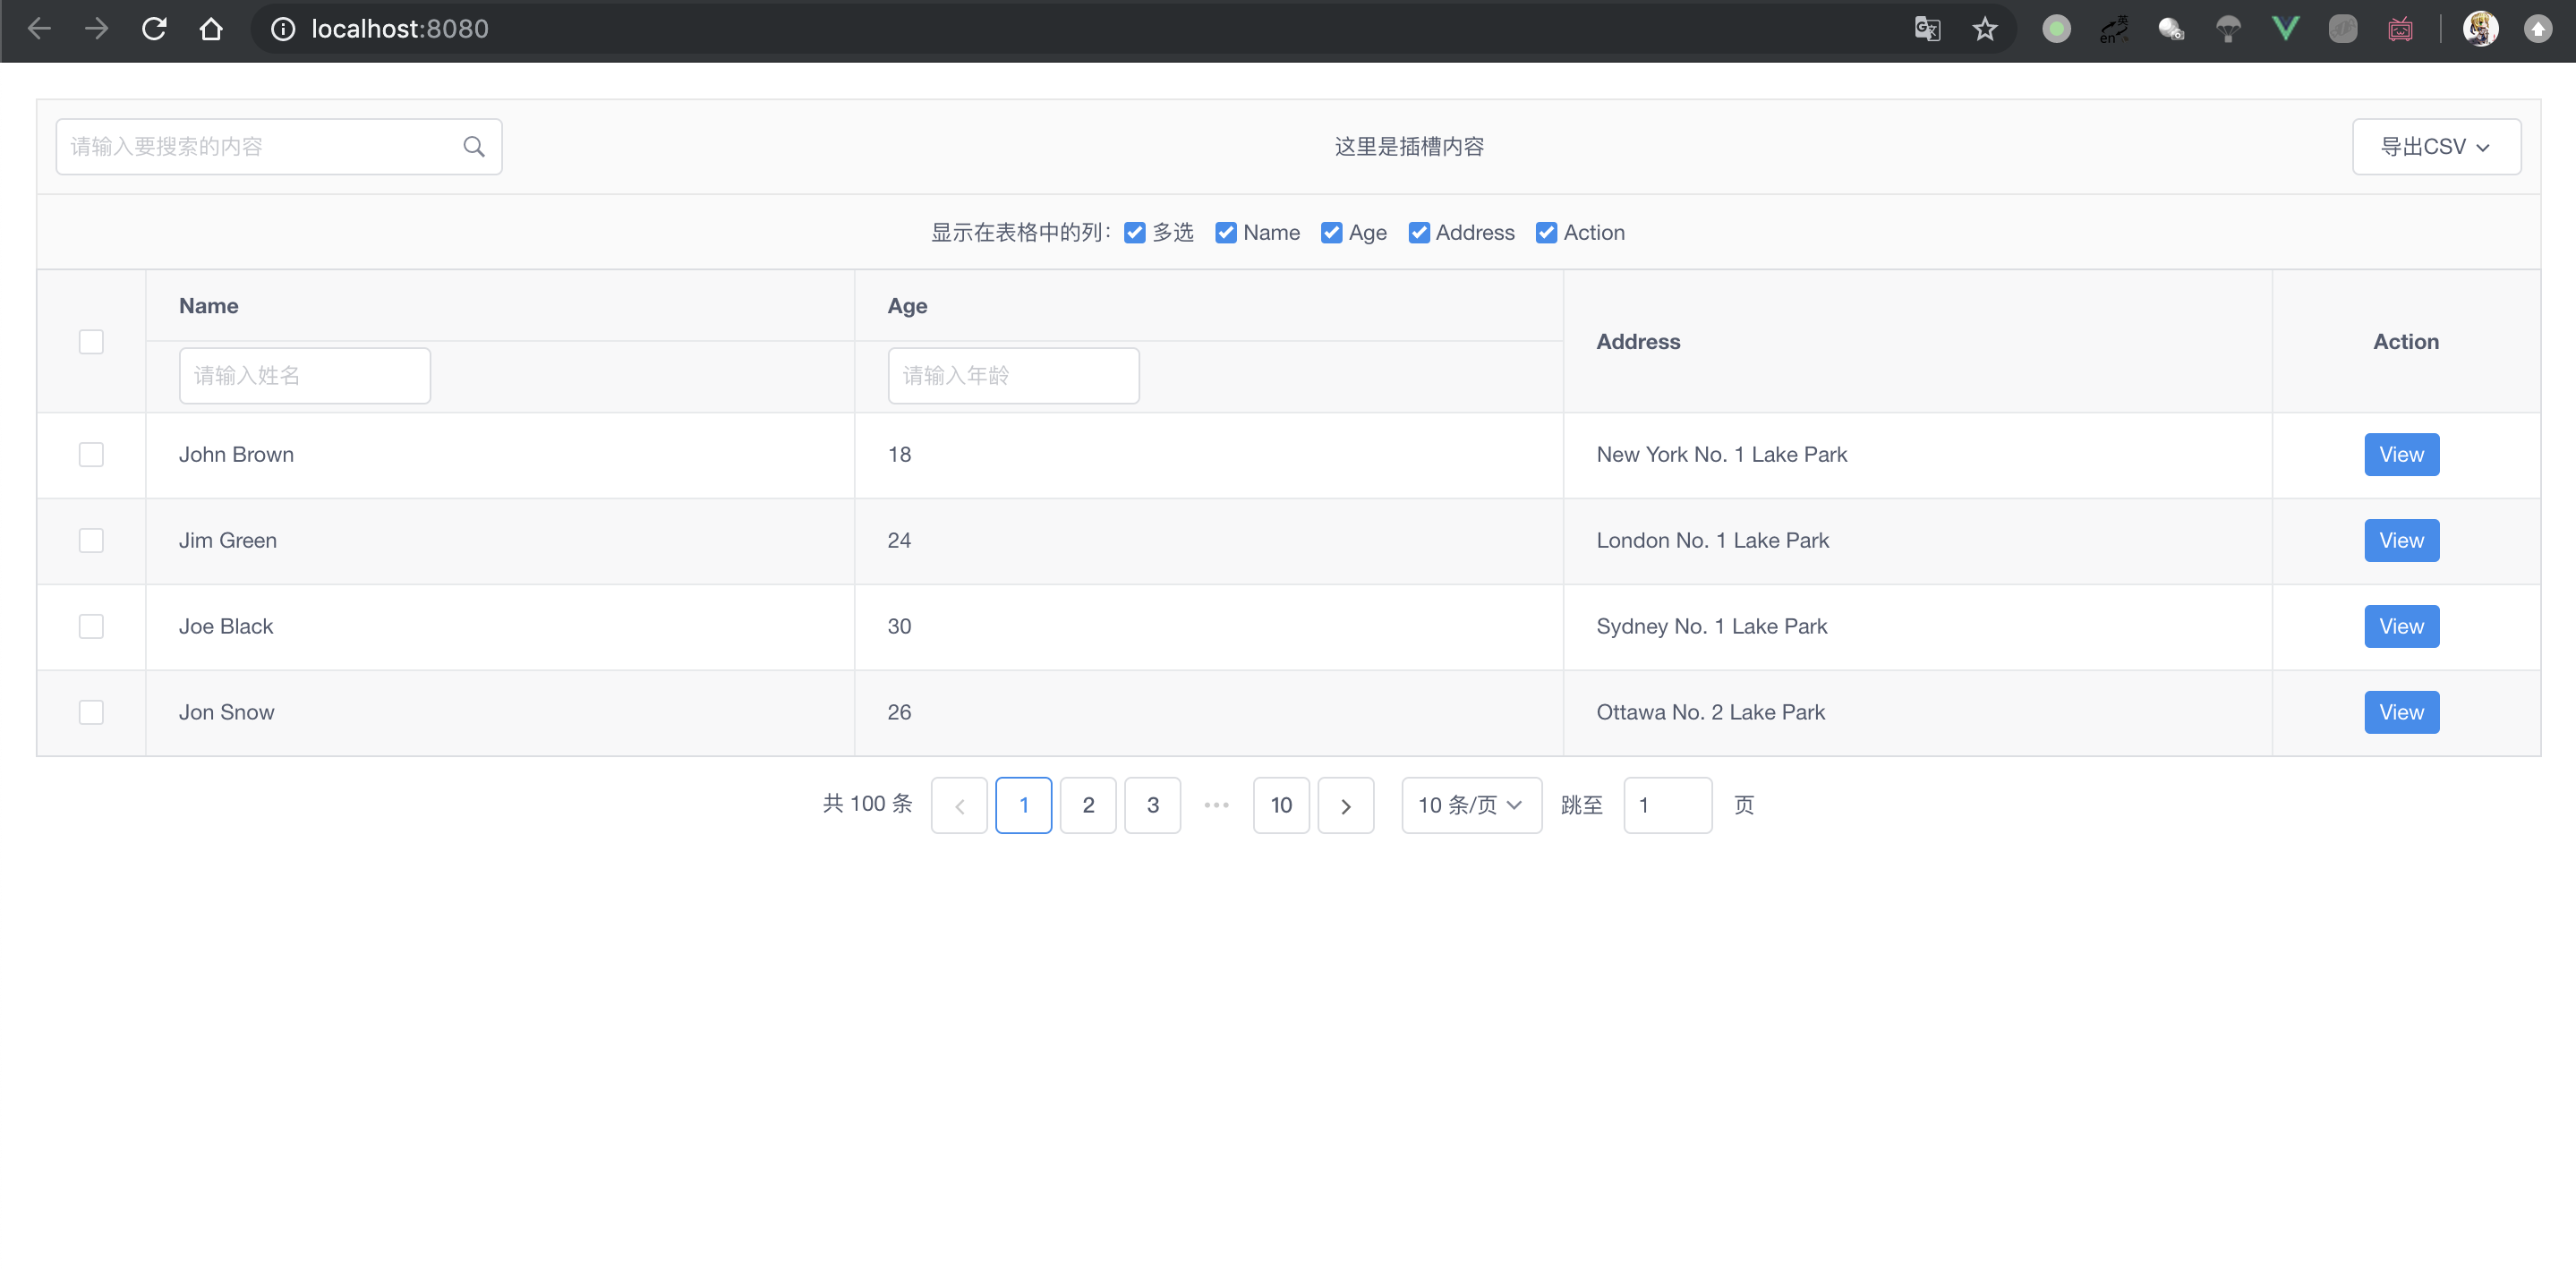 localhost:8080
en 英
请输入要搜索的内容 这里是插槽内容 导出CSV
显示在表格中的列: 多选 Name Age Address Action
Name Age Address Action
请输入姓名 请输入年龄
John Brown 18 New York No. 1 Lake Park View
Jim Green 24 London No. 1 Lake Park View
Joe Black 30 Sydney No. 1 Lake Park View
Jon Snow 26 Ottawa No. 2 Lake Park View
共 100 条 1 2 3 ••• 10 10 条/页 跳至 1 页